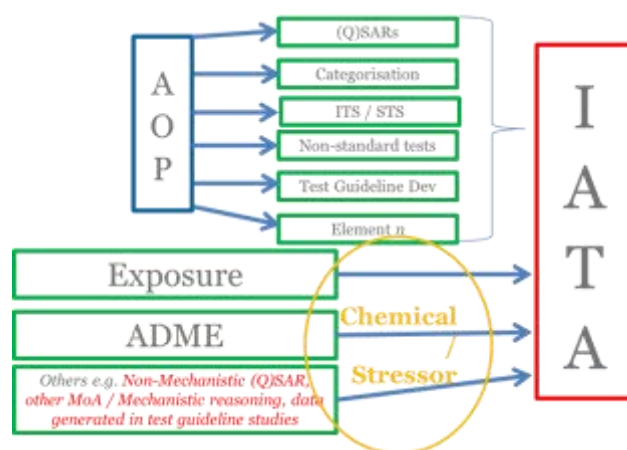 A
O
P
(Q)SARs
Categorisation
ITS / STS
Non-standard tests
Test Guideline Dev
Element n
I
A
T
A
Exposure
ADME
Others e.g. Non-Mechanistic (Q)SAR,
other MoA / Mechanistic reasoning, data
generated in test guideline studies
Chemical
/
Stressor